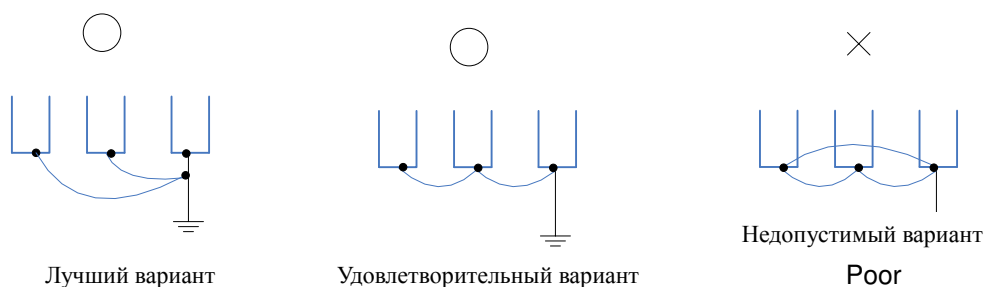 Лучший вариант
Удовлетворительный вариант
Недопустимый вариант
Poor